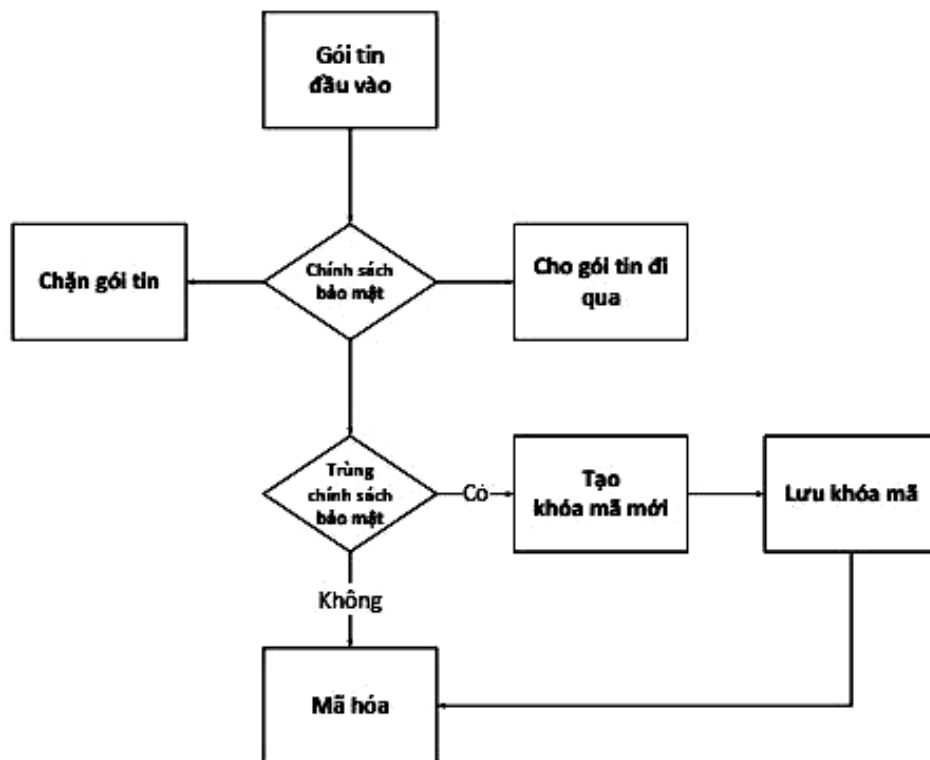 Gói tin
đầu vào
Chính sách
bảo mật
Chặn gói tin
Cho gói tin đi
qua
Trùng
chính sách
bảo mật
Có
Tạo
khóa mã mới
Lưu khóa mã
Không
Mã hóa